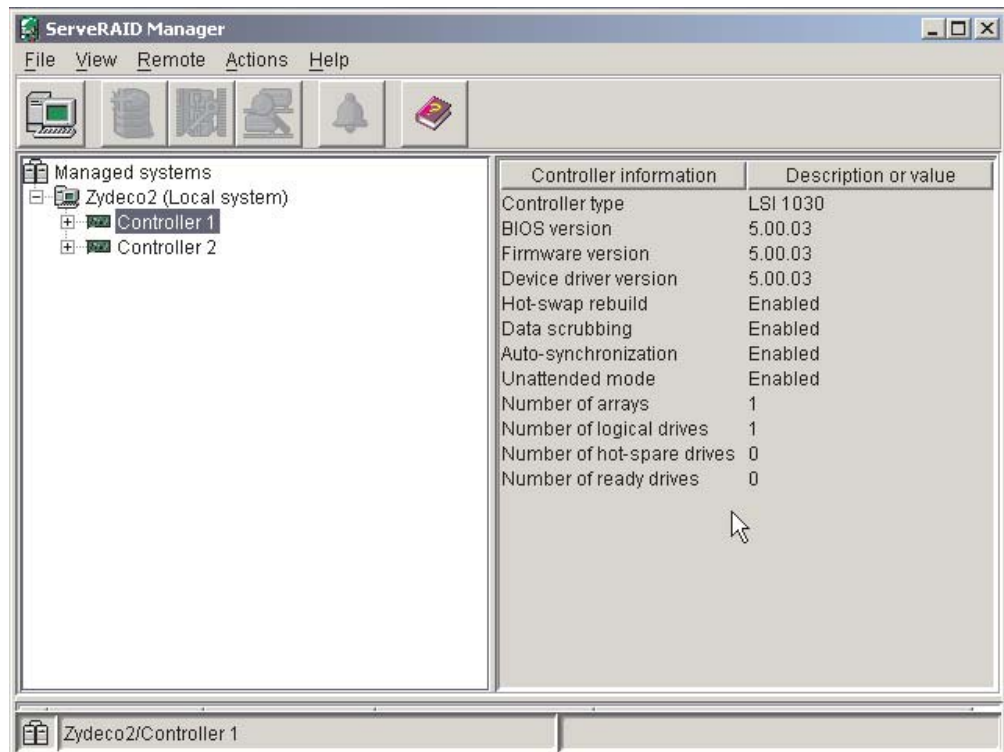 ServeRAID Manager
File View Remote Actions Help
Managed systems
Zydeco2 (Local system)
Controller 1
Controller 2
Controller information Description or value
Controller type LSI 1030
BIOS version 5.00.03
Firmware version 5.00.03
Device driver version 5.00.03
Hot-swap rebuild Enabled
Data scrubbing Enabled
Auto-synchronization Enabled
Unattended mode Enabled
Number of arrays 1
Number of logical drives 1
Number of hot-spare drives 0
Number of ready drives 0
Zydeco2/Controller 1